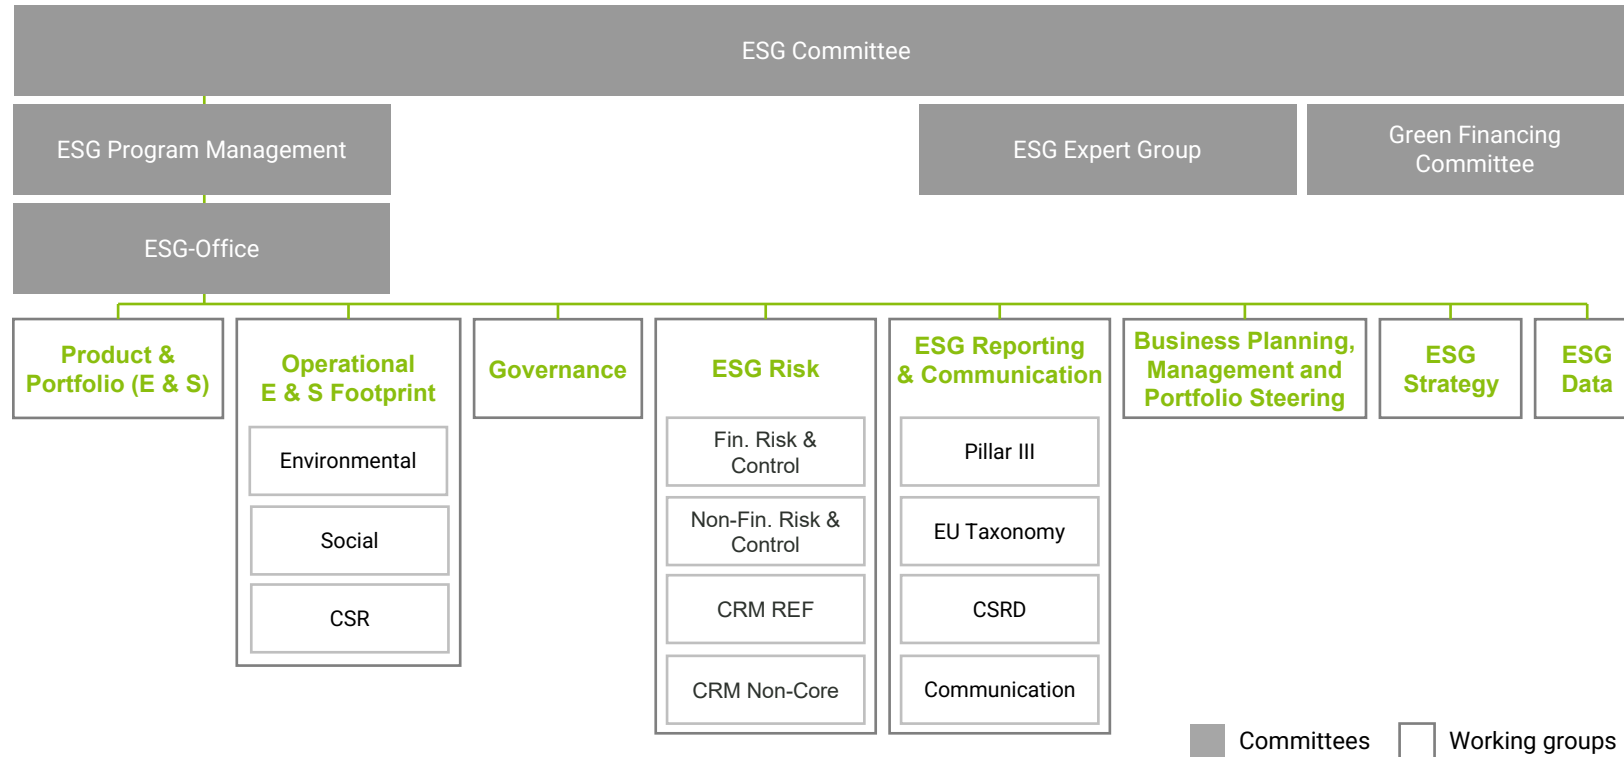 ESG Committee
ESG Program Management
ESG Expert Group
Green Financing
Committee
ESG-Office
Product &
Portfolio (E & S)
Operational
E & S Footprint
Environmental
Social
CSR
Governance
ESG Risk
Fin. Risk &
Control
Non-Fin. Risk &
Control
CRM REF
CRM Non-Core
ESG Reporting
& Communication
Pillar III
EU Taxonomy
CSRD
Communication
Business Planning,
Management and
Portfolio Steering
ESG
Strategy
ESG
Data
Committees
Working groups